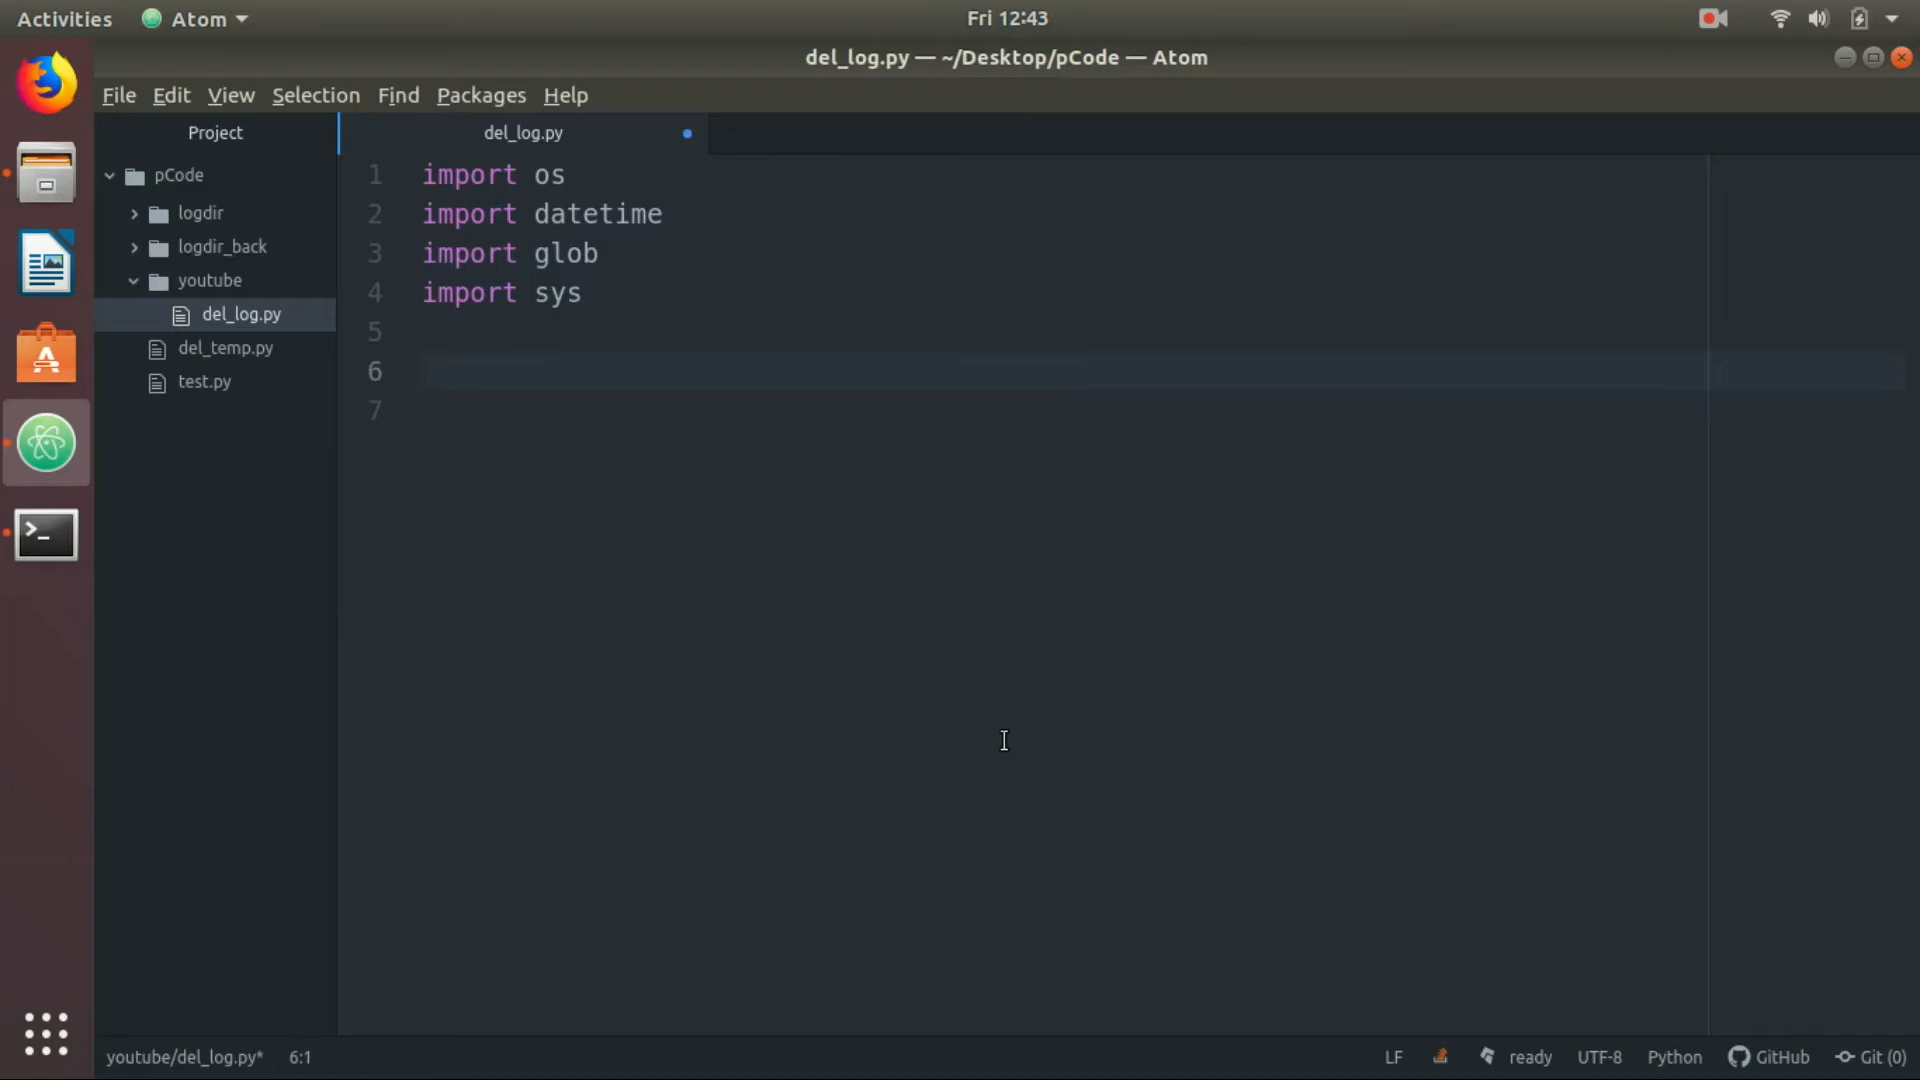 Activities Atom Fri 12:43
del_log.py — ~/Desktop/pCode — Atom
File Edit View Selection Find Packages Help
Project
pCode
logdir
logdir_back
youtube
del_log.py
del_temp.py
test.py
del_log.py
1 import os
2 import datetime
3 import glob
4 import sys
5
6
7
youtube/del_log.py* 6:1 LF ready UTF-8 Python GitHub Git (0)